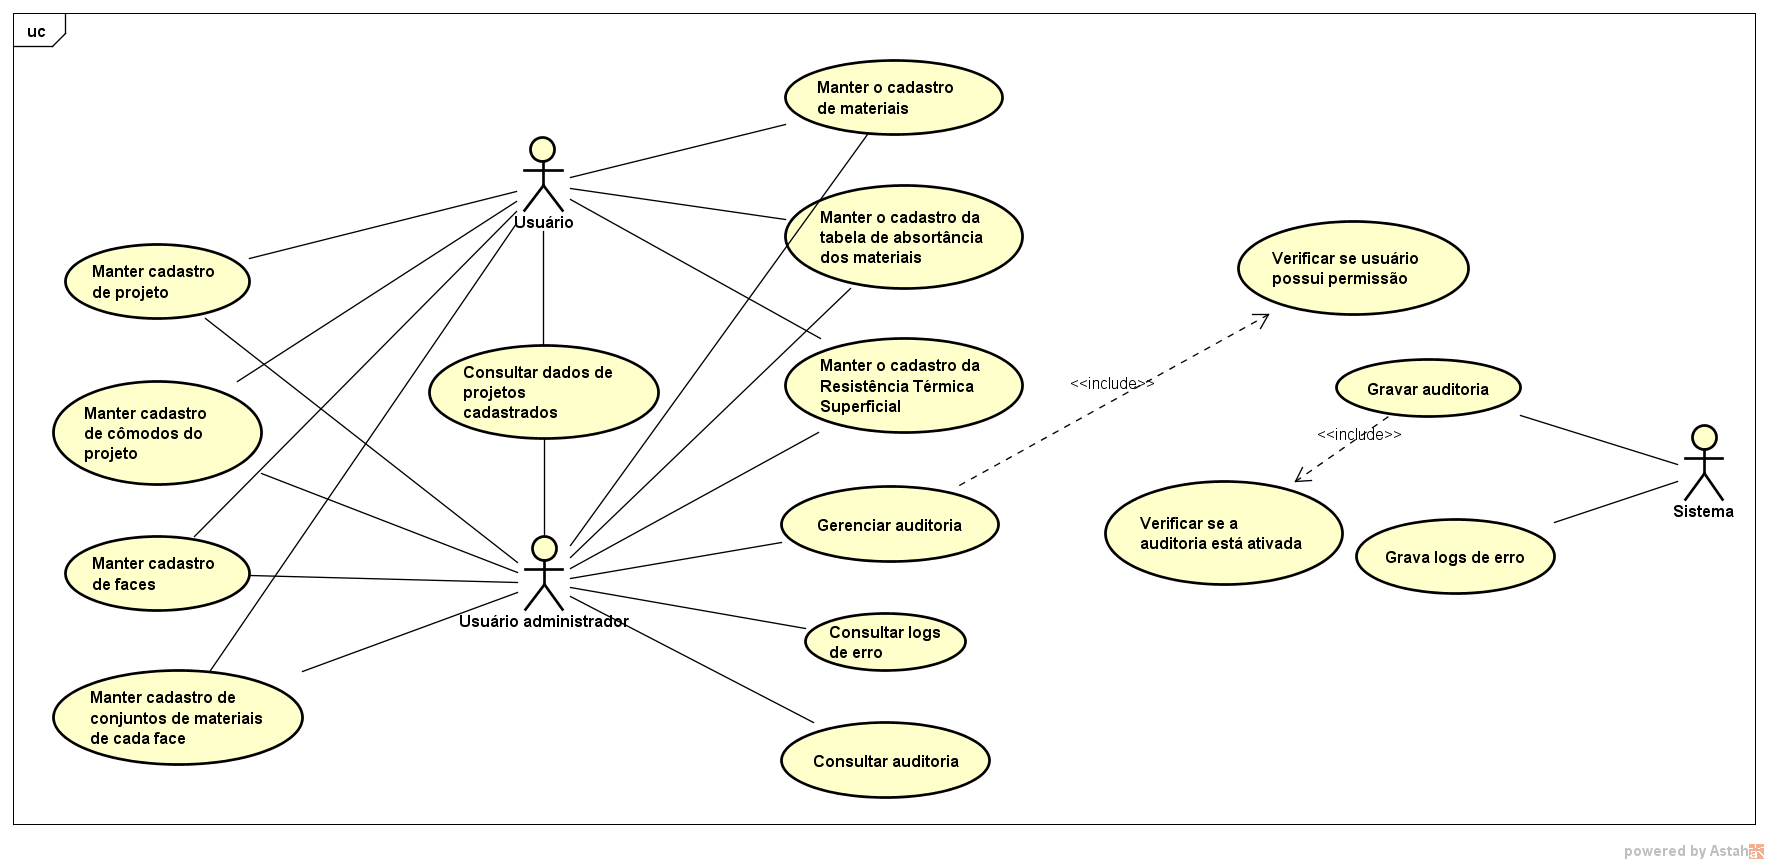 uc
Manter o cadastro
de materiais
Usuário
Manter o cadastro da
tabela de absortância
dos materiais
Verificar se usuário
possui permissão
Manter cadastro
de projeto
Consultar dados de
projetos
cadastrados
Manter o cadastro da
Resistência Térmica
Superficial
<<include>>
Gravar auditoria
<<include>>
Manter cadastro
de cômodos do
projeto
Sistema
Gerenciar auditoria
Verificar se a
auditoria está ativada
Grava logs de erro
Manter cadastro
de faces
Usuário administrador
Consultar logs
de erro
Manter cadastro de
conjuntos de materiais
de cada face
Consultar auditoria
powered by Astah